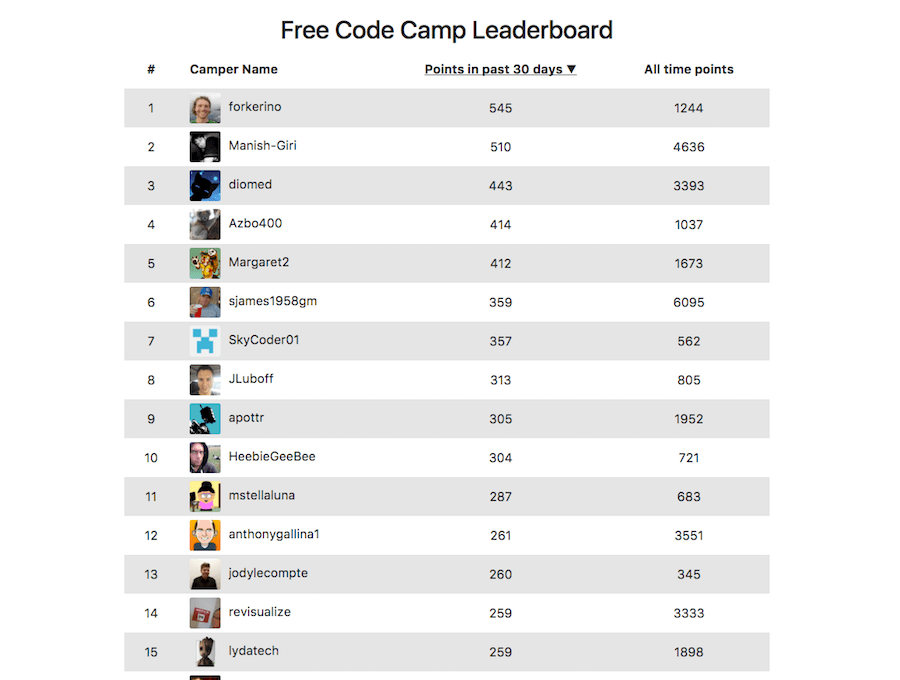 Free Code Camp Leaderboard
# Camper Name Points in past 30 days ▼ All time points
1 forkerino 545 1244
2 Manish-Giri 510 4636
3 diomed 443 3393
4 Azbo400 414 1037
5 Margaret2 412 1673
6 sjames1958gm 359 6095
7 SkyCoder01 357 562
8 JLuboff 313 805
9 apottr 305 1952
10 HeebieGeeBee 304 721
11 mstellaluna 287 683
12 anthonygallina1 261 3551
13 jodylecompte 260 345
14 revisualize 259 3333
15 lydatech 259 1898